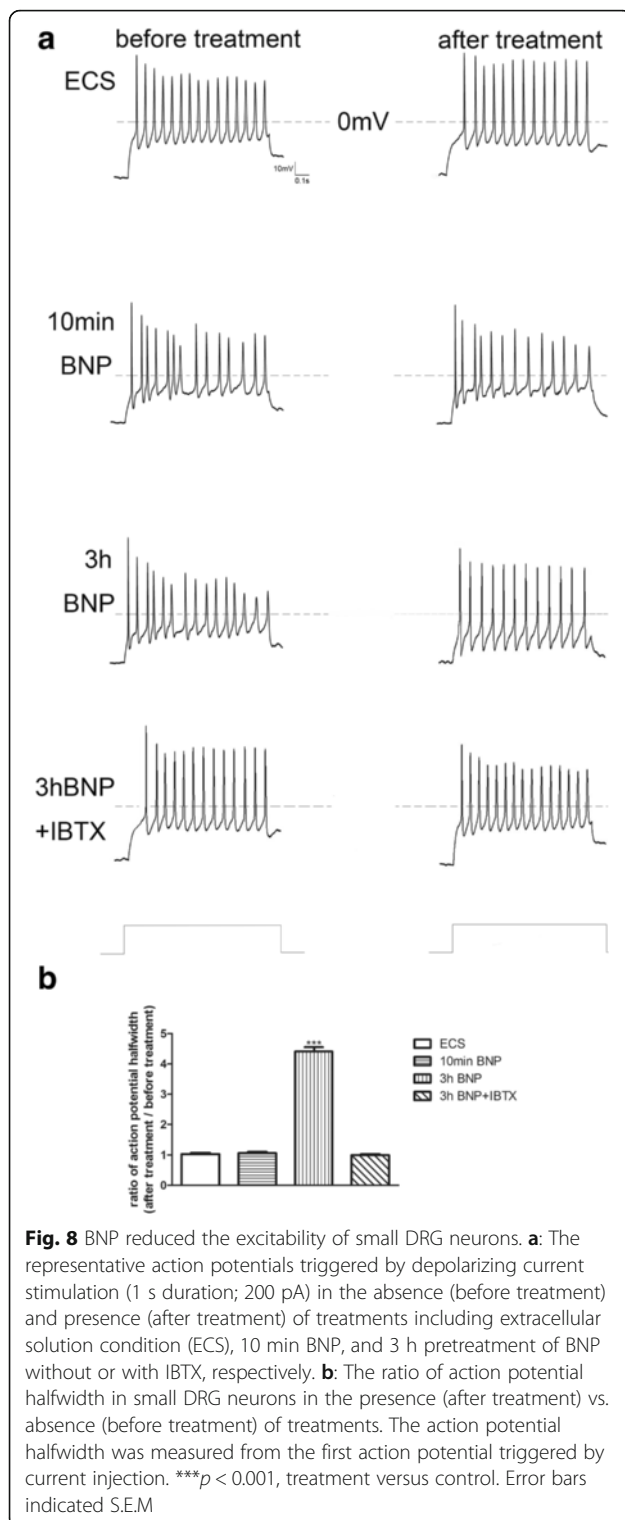 a
before treatment after treatment
ECS
0mV
10mV
0.1s
10min
BNP
3h
BNP
3hBNP
+IBTX
b
ratio of action potential halfwidth
(after treatment / before treatment)
5
4
3
2
1
0
***
ECS
10min BNP
3h BNP
3h BNP+IBTX
Fig. 8 BNP reduced the excitability of small DRG neurons. a: The
representative action potentials triggered by depolarizing current
stimulation (1 s duration; 200 pA) in the absence (before treatment)
and presence (after treatment) of treatments including extracellular
solution condition (ECS), 10 min BNP, and 3 h pretreatment of BNP
without or with IBTX, respectively. b: The ratio of action potential
halfwidth in small DRG neurons in the presence (after treatment) vs.
absence (before treatment) of treatments. The action potential
halfwidth was measured from the first action potential triggered by
current injection. ***p < 0.001, treatment versus control. Error bars
indicated S.E.M